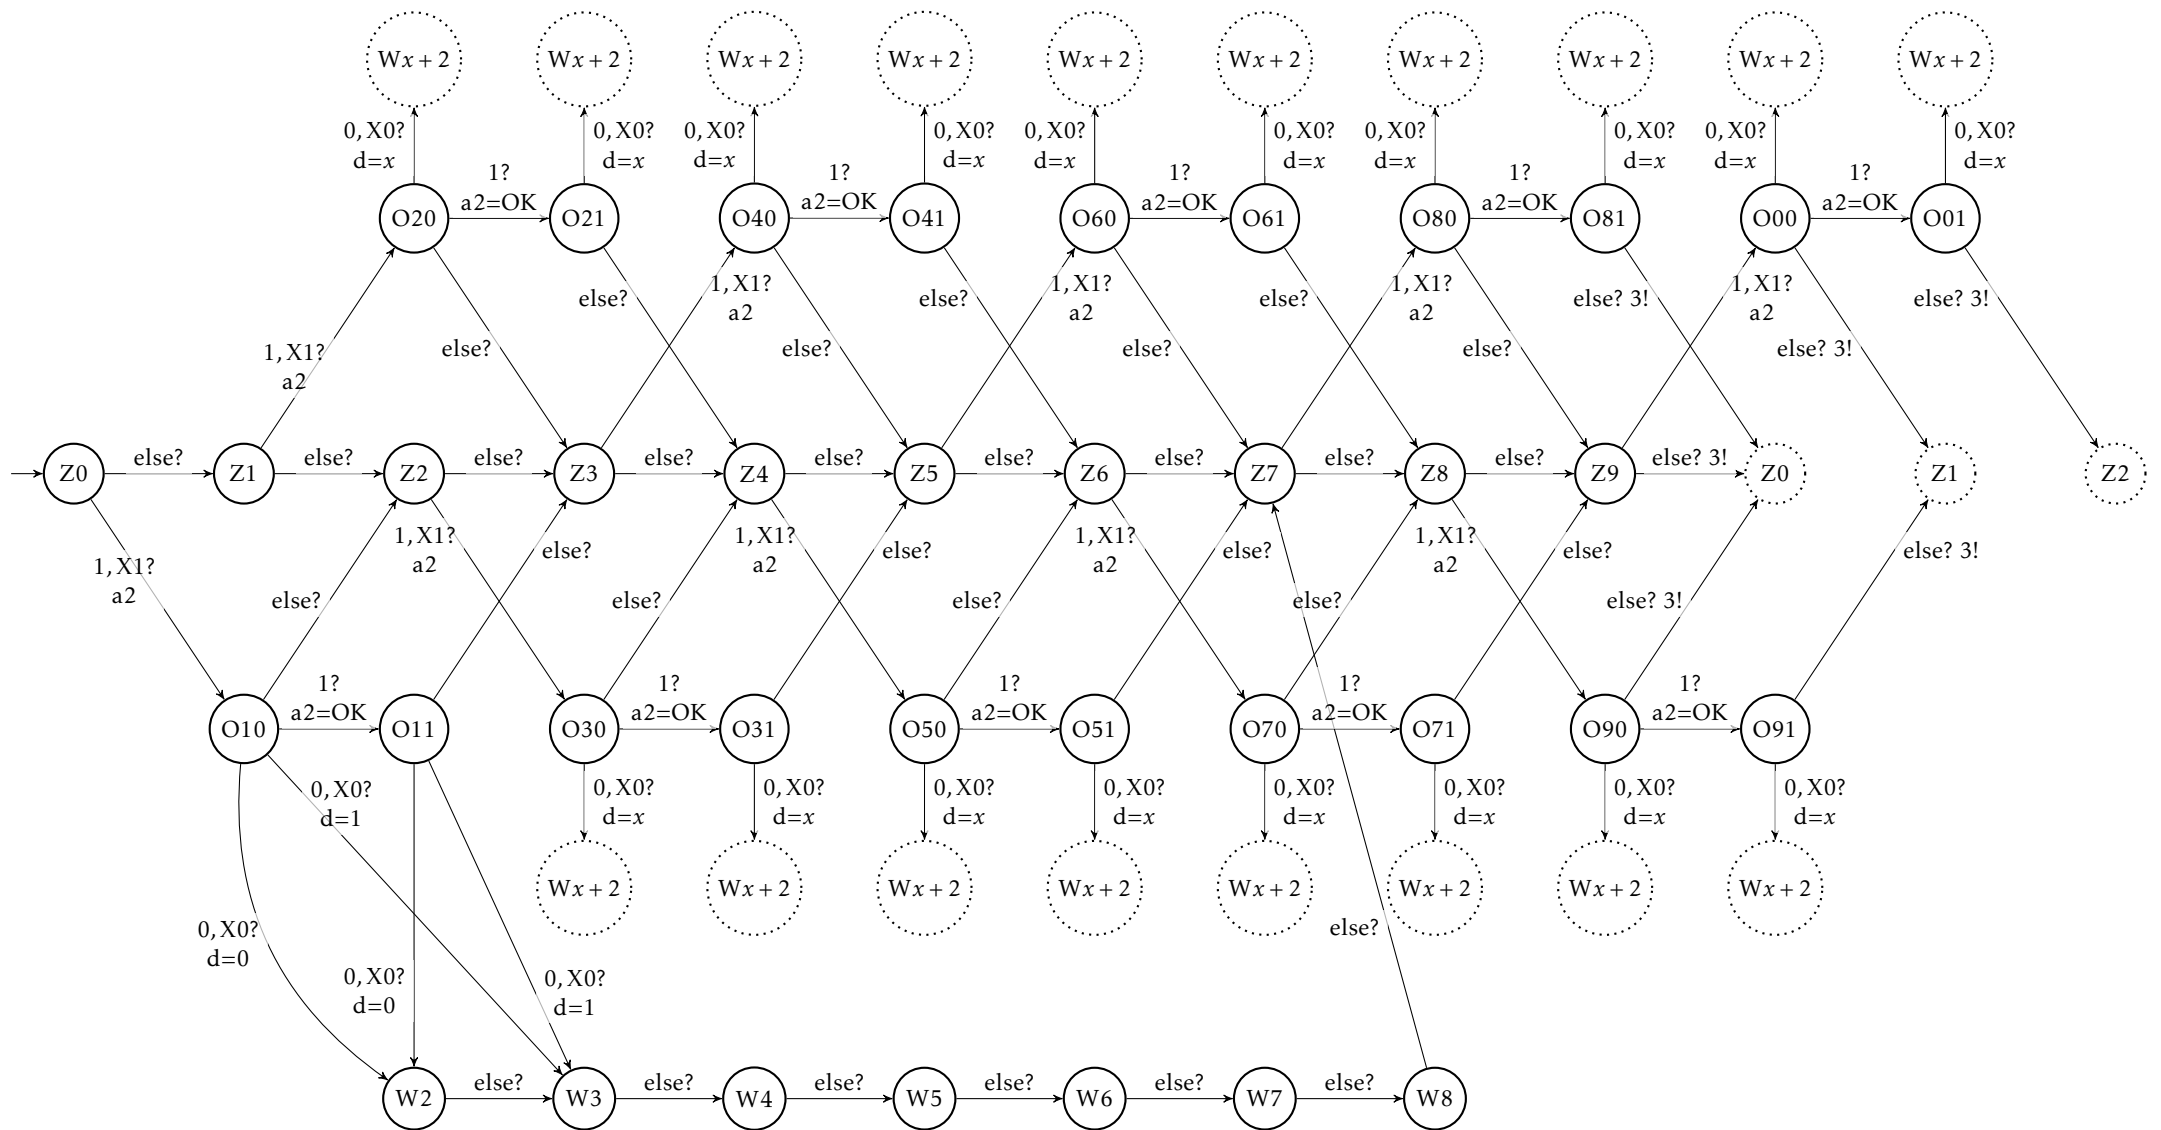 Wx + 2 Wx + 2 Wx + 2 Wx + 2 Wx + 2 Wx + 2 Wx + 2 Wx + 2 Wx + 2 Wx + 2
0, X0? 0, X0? 0, X0? 0, X0? 0, X0? 0, X0? 0, X0? 0, X0? 0, X0? 0, X0?
d=x d=x d=x d=x d=x d=x d=x d=x d=x d=x
1? 1? 1? 1? 1?
a2=OK a2=OK a2=OK a2=OK a2=OK
O20 O21 O40 O41 O60 O61 O80 O81 O00 O01
1, X1? 1, X1? 1, X1? 1, X1?
else? a2 else? a2 else? a2 else? 3! a2 else? 3!
1, X1? else? else? else? else? else? 3!
a2
else? else? else? else? else? else? else? else? else? else? 3!
Z0 Z1 Z2 Z3 Z4 Z5 Z6 Z7 Z8 Z9 Z0 Z1 Z2
1, X1? 1, X1? 1, X1? 1, X1?
a2 else? a2 else? a2 else? a2 else? else? 3!
1, X1?
a2 else? else? else? else? else? 3!
1? 1? 1? 1? 1?
a2=OK a2=OK a2=OK a2=OK a2=OK
O10 O11 O30 O31 O50 O51 O70 O71 O90 O91
0, X0? 0, X0? 0, X0? 0, X0? 0, X0? 0, X0? 0, X0? 0, X0? 0, X0?
d=1 d=x d=x d=x d=x d=x d=x d=x d=x
Wx + 2 Wx + 2 Wx + 2 Wx + 2 Wx + 2 Wx + 2 Wx + 2 Wx + 2
0, X0? else?
d=0
0, X0? 0, X0?
d=0 d=1
else? else? else? else? else? else?
W2 W3 W4 W5 W6 W7 W8